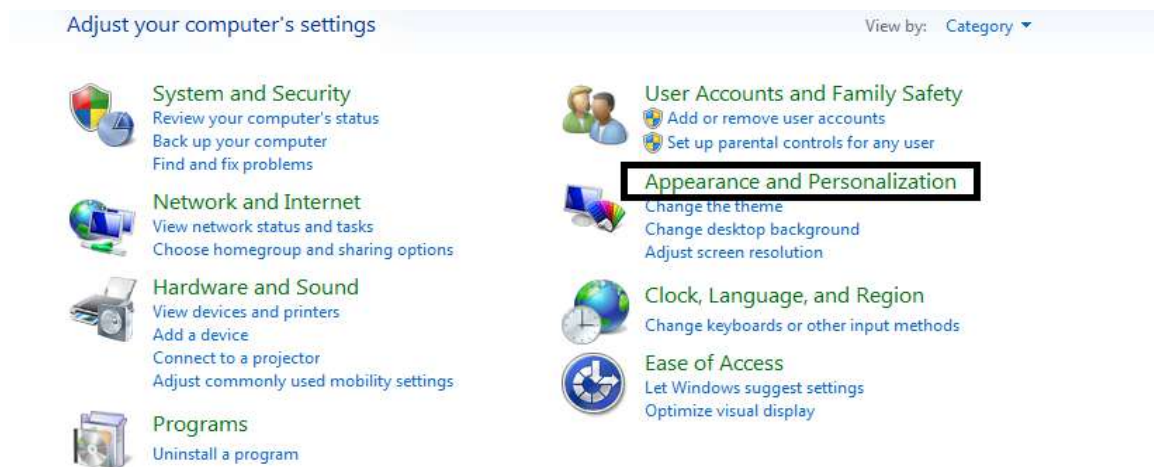 Adjust your computer's settings
View by: Category
System and Security
Review your computer's status
Back up your computer
Find and fix problems
Network and Internet
View network status and tasks
Choose homegroup and sharing options
Hardware and Sound
View devices and printers
Add a device
Connect to a projector
Adjust commonly used mobility settings
Programs
Uninstall a program
User Accounts and Family Safety
Add or remove user accounts
Set up parental controls for any user
Appearance and Personalization
Change the theme
Change desktop background
Adjust screen resolution
Clock, Language, and Region
Change keyboards or other input methods
Ease of Access
Let Windows suggest settings
Optimize visual display